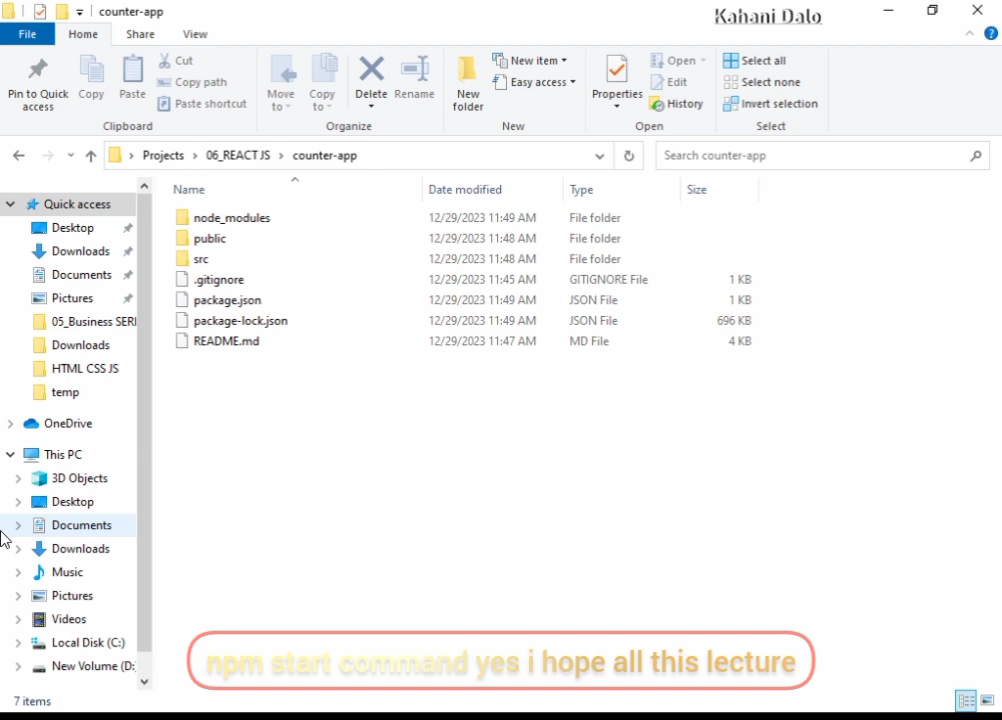 counter-app
Kahani Dalo
File Home Share View
Pin to Quick access
Copy
Paste
Cut
Copy path
Paste shortcut
Clipboard
Move to
Copy to
Delete
Rename
Organize
New folder
New item
Easy access
New
Properties
Open
Edit
History
Open
Select all
Select none
Invert selection
Select
Projects > 06_REACT JS > counter-app
Search counter-app
Name Date modified Type Size
node_modules 12/29/2023 11:49 AM File folder
public 12/29/2023 11:48 AM File folder
src 12/29/2023 11:48 AM File folder
.gitignore 12/29/2023 11:45 AM GITIGNORE File 1 KB
package.json 12/29/2023 11:49 AM JSON File 1 KB
package-lock.json 12/29/2023 11:49 AM JSON File 696 KB
README.md 12/29/2023 11:47 AM MD File 4 KB
Quick access
Desktop
Downloads
Documents
Pictures
05_Business SERI
Downloads
HTML CSS JS
temp
OneDrive
This PC
3D Objects
Desktop
Documents
Downloads
Music
Pictures
Videos
Local Disk (C:)
New Volume (D:
npm start command yes i hope all this lecture
7 items